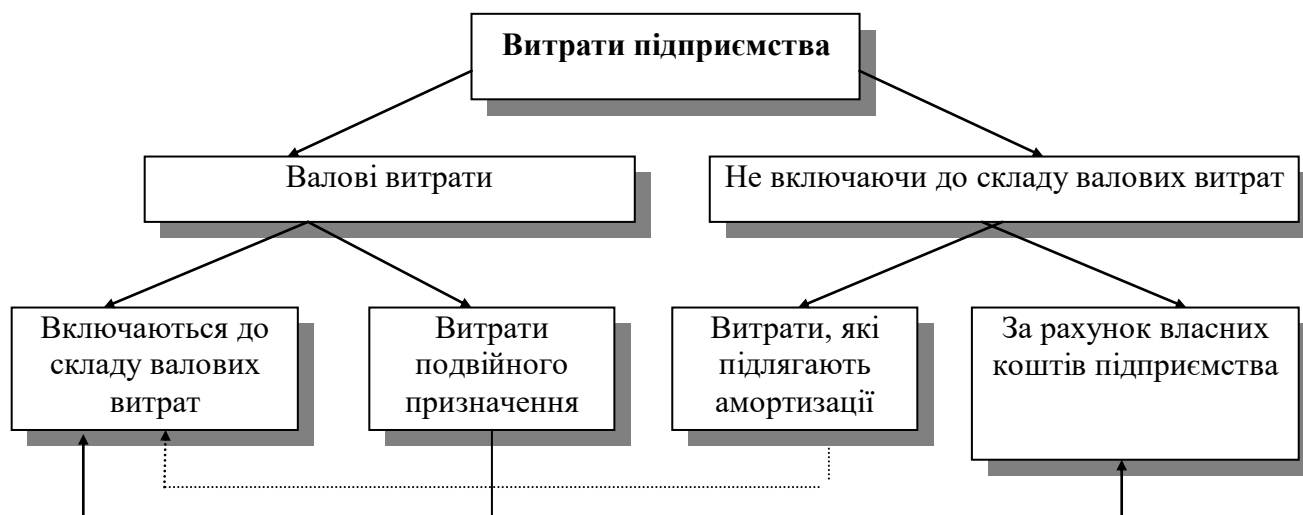 Витрати підприємства
Валові витрати
Не включаючи до складу валових витрат
Включаються до
складу валових
витрат
Витрати
подвійного
призначення
Витрати, які
підлягають
амортизації
За рахунок власних
коштів підприємства